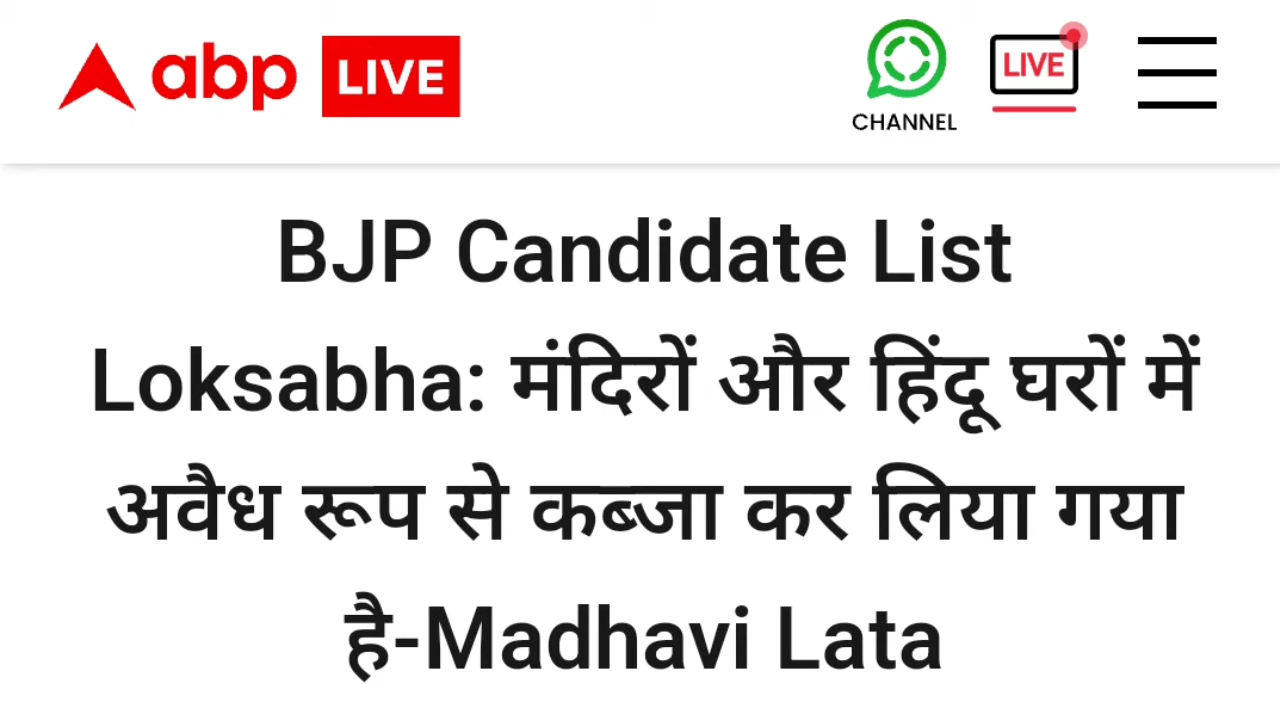 abp LIVE
CHANNEL
LIVE
BJP Candidate List
Loksabha: मंदिरों और हिंदू घरों में
अवैध रूप से कब्जा कर लिया गया
है-Madhavi Lata